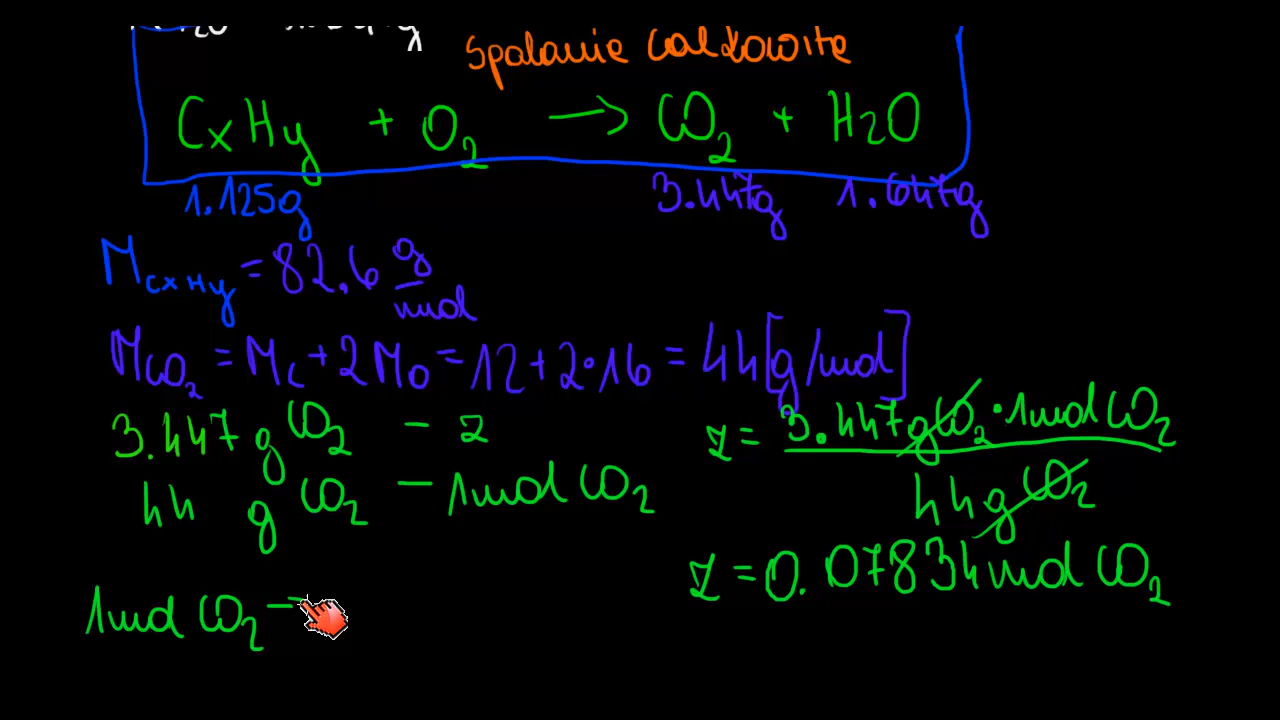 Spalanie całkowite
CxHy + O2 → CO2 + H2O
1.125g 3.447g 1.647g
MCxHy = 82.6 g/mol
MCO2 = MC + 2MO = 12 + 2·16 = 44 [g/mol]
3.447 g CO2 – z
44 g CO2 – 1mol CO2
z = 3.447g CO2 · 1mol CO2 / 44g CO2
z = 0.07834 mol CO2
1mol CO2 –